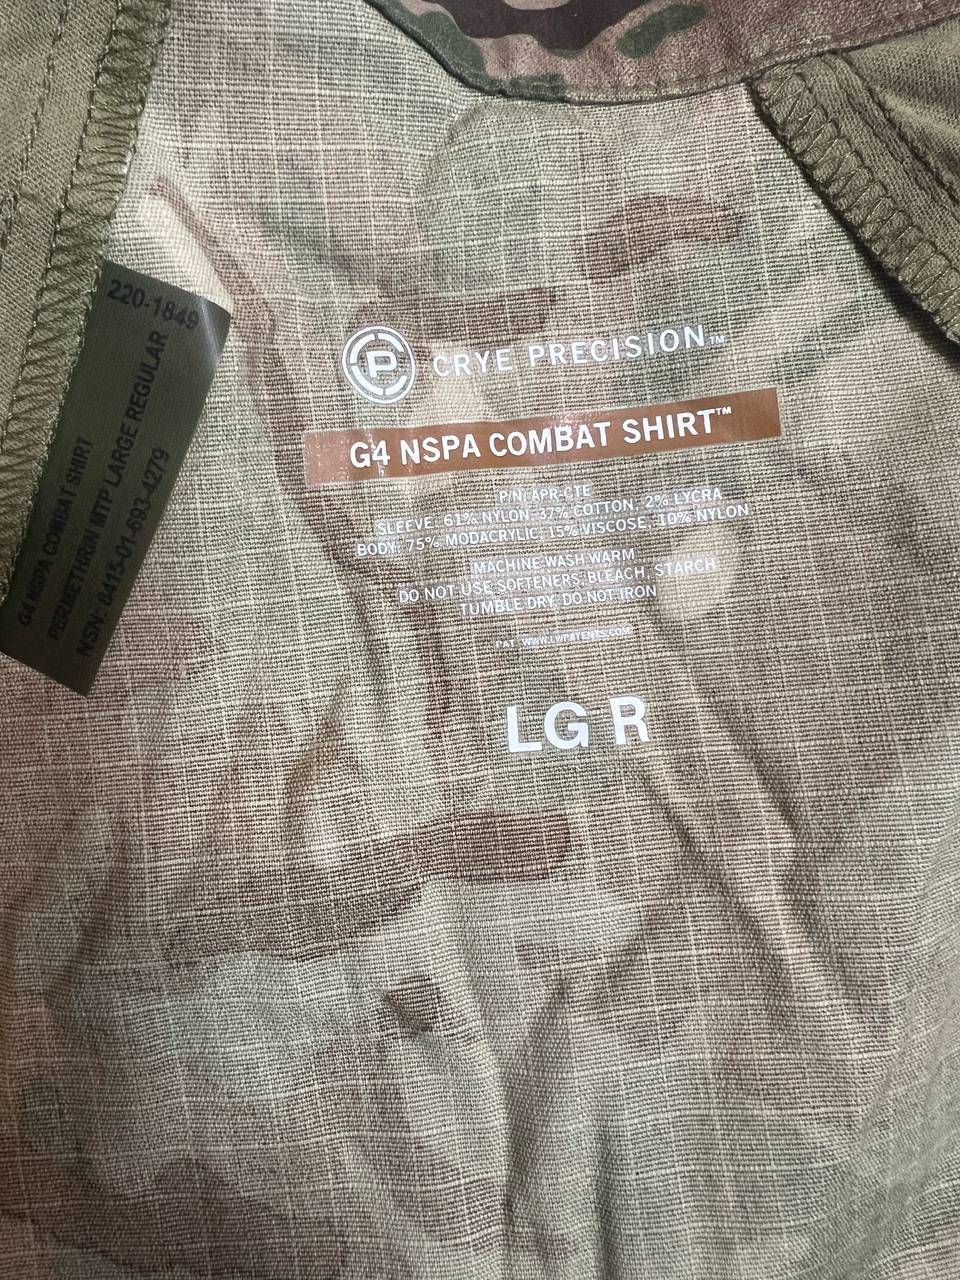 220-1849
G4 NSPA COMBAT SHIRT
PERMETHRIN MTP LARGE REGULAR
NSN: 8415-01-693-4279
P
CRYE PRECISION™
G4 NSPA COMBAT SHIRT™
P/N: APR-CTE
SLEEVE: 61% NYLON, 37% COTTON, 2% LYCRA
BODY: 75% MODACRYLIC, 15% VISCOSE, 10% NYLON
MACHINE WASH WARM
DO NOT USE SOFTENERS, BLEACH, STARCH
TUMBLE DRY, DO NOT IRON
PAT. WWW.LWPATENTS.COM
LG R